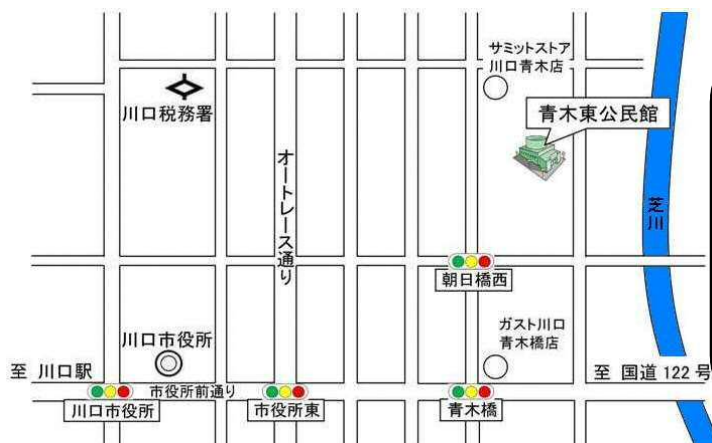 サミットストア
川口青木店
川口税務署
青木東公民館
オートレース通り
芝川
朝日橋西
川口市役所
ガスト川口
青木橋店
至 川口駅
至 国道122号
市役所前通り
川口市役所
市役所東
青木橋